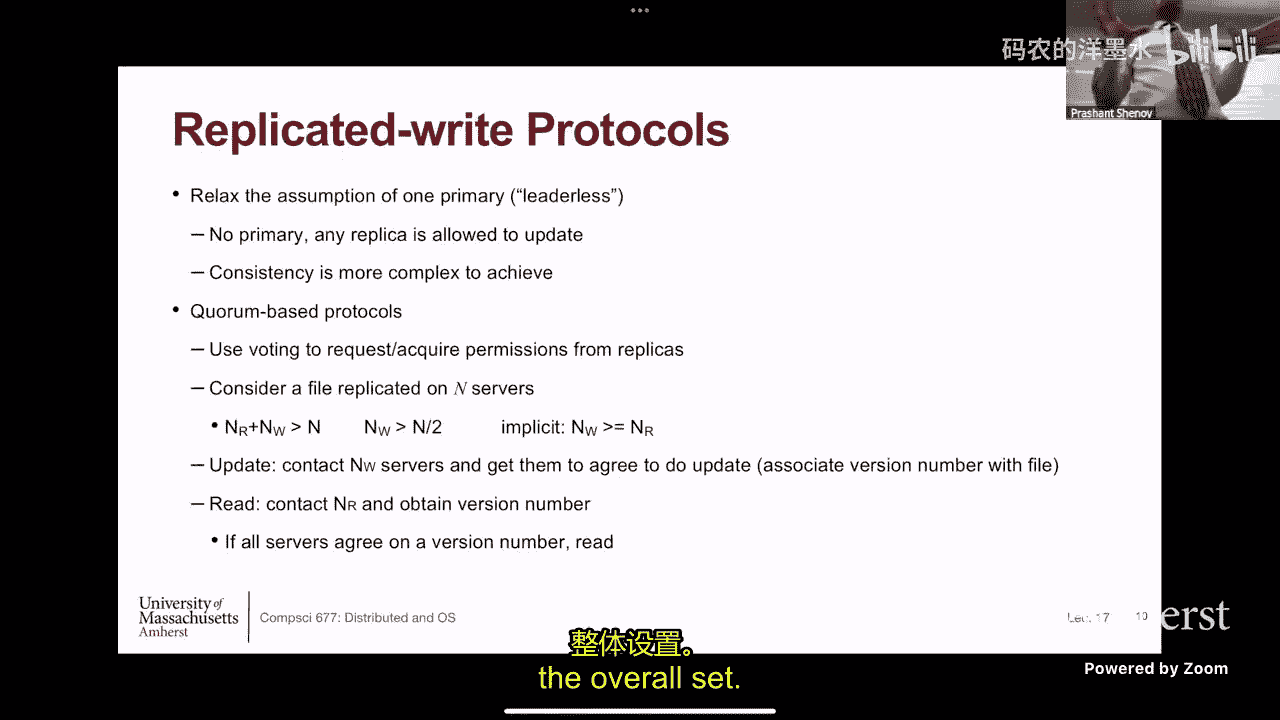 码农的洋墨水 bilibili
Prashant Shenoy
Replicated-write Protocols
• Relax the assumption of one primary (“leaderless”)
– No primary, any replica is allowed to update
– Consistency is more complex to achieve
• Quorum-based protocols
– Use voting to request/acquire permissions from replicas
– Consider a file replicated on N servers
• NR+NW > N NW > N/2 implicit: NW >= NR
– Update: contact NW servers and get them to agree to do update (associate version number with file)
– Read: contact NR and obtain version number
• If all servers agree on a version number, read
University of
Massachusetts
Amherst
Compsci 677: Distributed and OS
Lec. 17 10
erst
整体设置。
the overall set.
Powered by Zoom